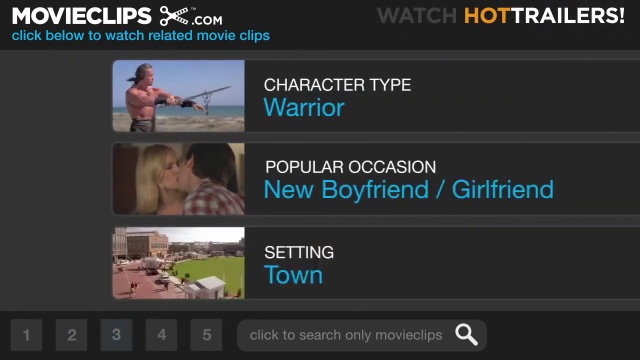 MOVIECLIPS.COM™
WATCH HOTTRAILERS!
click below to watch related movie clips
CHARACTER TYPE
Warrior
POPULAR OCCASION
New Boyfriend / Girlfriend
SETTING
Town
1 2 3 4 5 click to search only movieclips